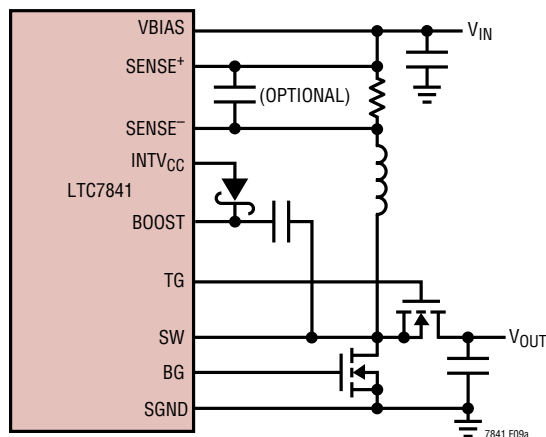 VBIAS
V_IN
SENSE⁺
(OPTIONAL)
SENSE⁻
INTV_CC
LTC7841
BOOST
TG
SW
V_OUT
BG
SGND
7841 F09a